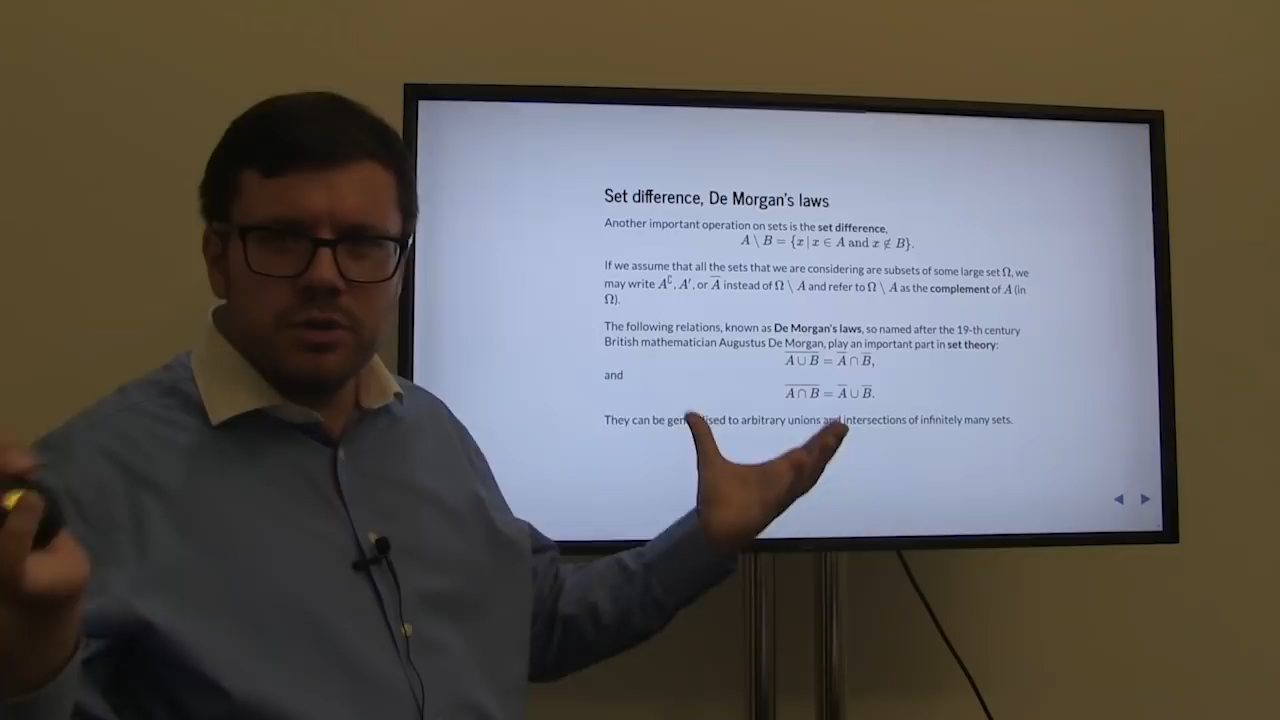 Set difference, De Morgan's laws
Another important operation on sets is the set difference,
A \ B = {x | x ∈ A and x ∉ B}.
If we assume that all the sets that we are considering are subsets of some large set Ω, we
may write A∁, A′, or A̅ instead of Ω \ A and refer to Ω \ A as the complement of A (in
Ω).
The following relations, known as De Morgan's laws, so named after the 19-th century
British mathematician Augustus De Morgan, play an important part in set theory:
A̅ ̅∪̅ ̅B̅ = A̅ ∩ B̅,
and
A̅ ̅∩̅ ̅B̅ = A̅ ∪ B̅.
They can be generalised to arbitrary unions and intersections of infinitely many sets.